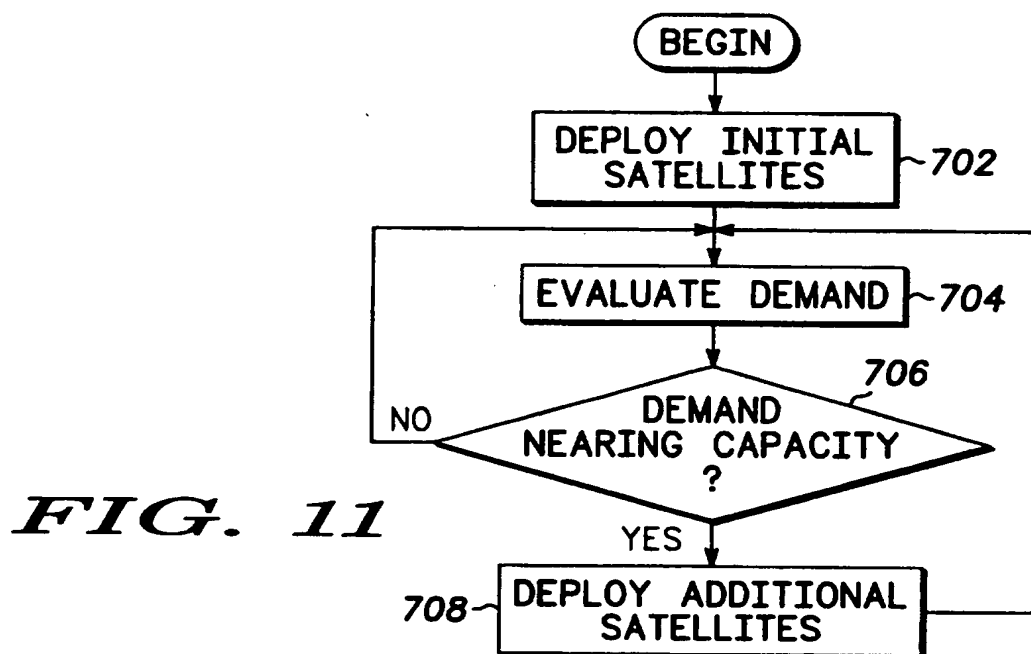 BEGIN
DEPLOY INITIAL
SATELLITES
702
EVALUATE DEMAND
704
706
DEMAND
NEARING CAPACITY
?
NO
YES
FIG. 11
DEPLOY ADDITIONAL
SATELLITES
708